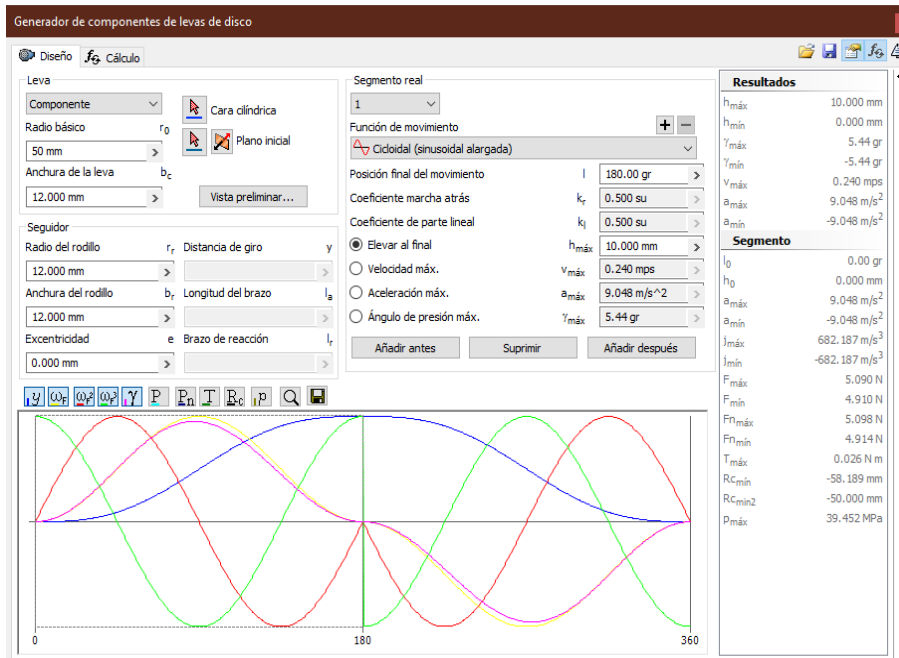 Generador de componentes de levas de disco
Diseño
fG Cálculo
Leva
Componente
Cara cilíndrica
Radio básico r0
Plano inicial
50 mm
Anchura de la leva bc
12.000 mm
Vista preliminar...
Seguidor
Radio del rodillo rr Distancia de giro y
12.000 mm
Anchura del rodillo br Longitud del brazo la
12.000 mm
Excentricidad e Brazo de reacción lr
0.000 mm
Segmento real
1
Función de movimiento
Cicloidal (sinusoidal alargada)
Posición final del movimiento l 180.00 gr
Coeficiente marcha atrás kr 0.500 su
Coeficiente de parte lineal kl 0.500 su
Elevar al final hmáx 10.000 mm
Velocidad máx. vmáx 0.240 mps
Aceleración máx. amáx 9.048 m/s^2
Ángulo de presión máx. γmáx 5.44 gr
Añadir antes Suprimir Añadir después
Resultados
hmáx 10.000 mm
hmín 0.000 mm
γmáx 5.44 gr
γmín -5.44 gr
vmáx 0.240 mps
amáx 9.048 m/s2
amín -9.048 m/s2
Segmento
l0 0.00 gr
h0 0.000 mm
amáx 9.048 m/s2
amín -9.048 m/s2
jmáx 682.187 m/s3
jmín -682.187 m/s3
Fmáx 5.090 N
Fmín 4.910 N
Fnmáx 5.098 N
Fnmín 4.914 N
Tmáx 0.026 N m
Rcmín -58.189 mm
Rcmin2 -50.000 mm
pmáx 39.452 MPa
y ωF ωF2 ωF3 γ P Pn T Rc p
0 180 360